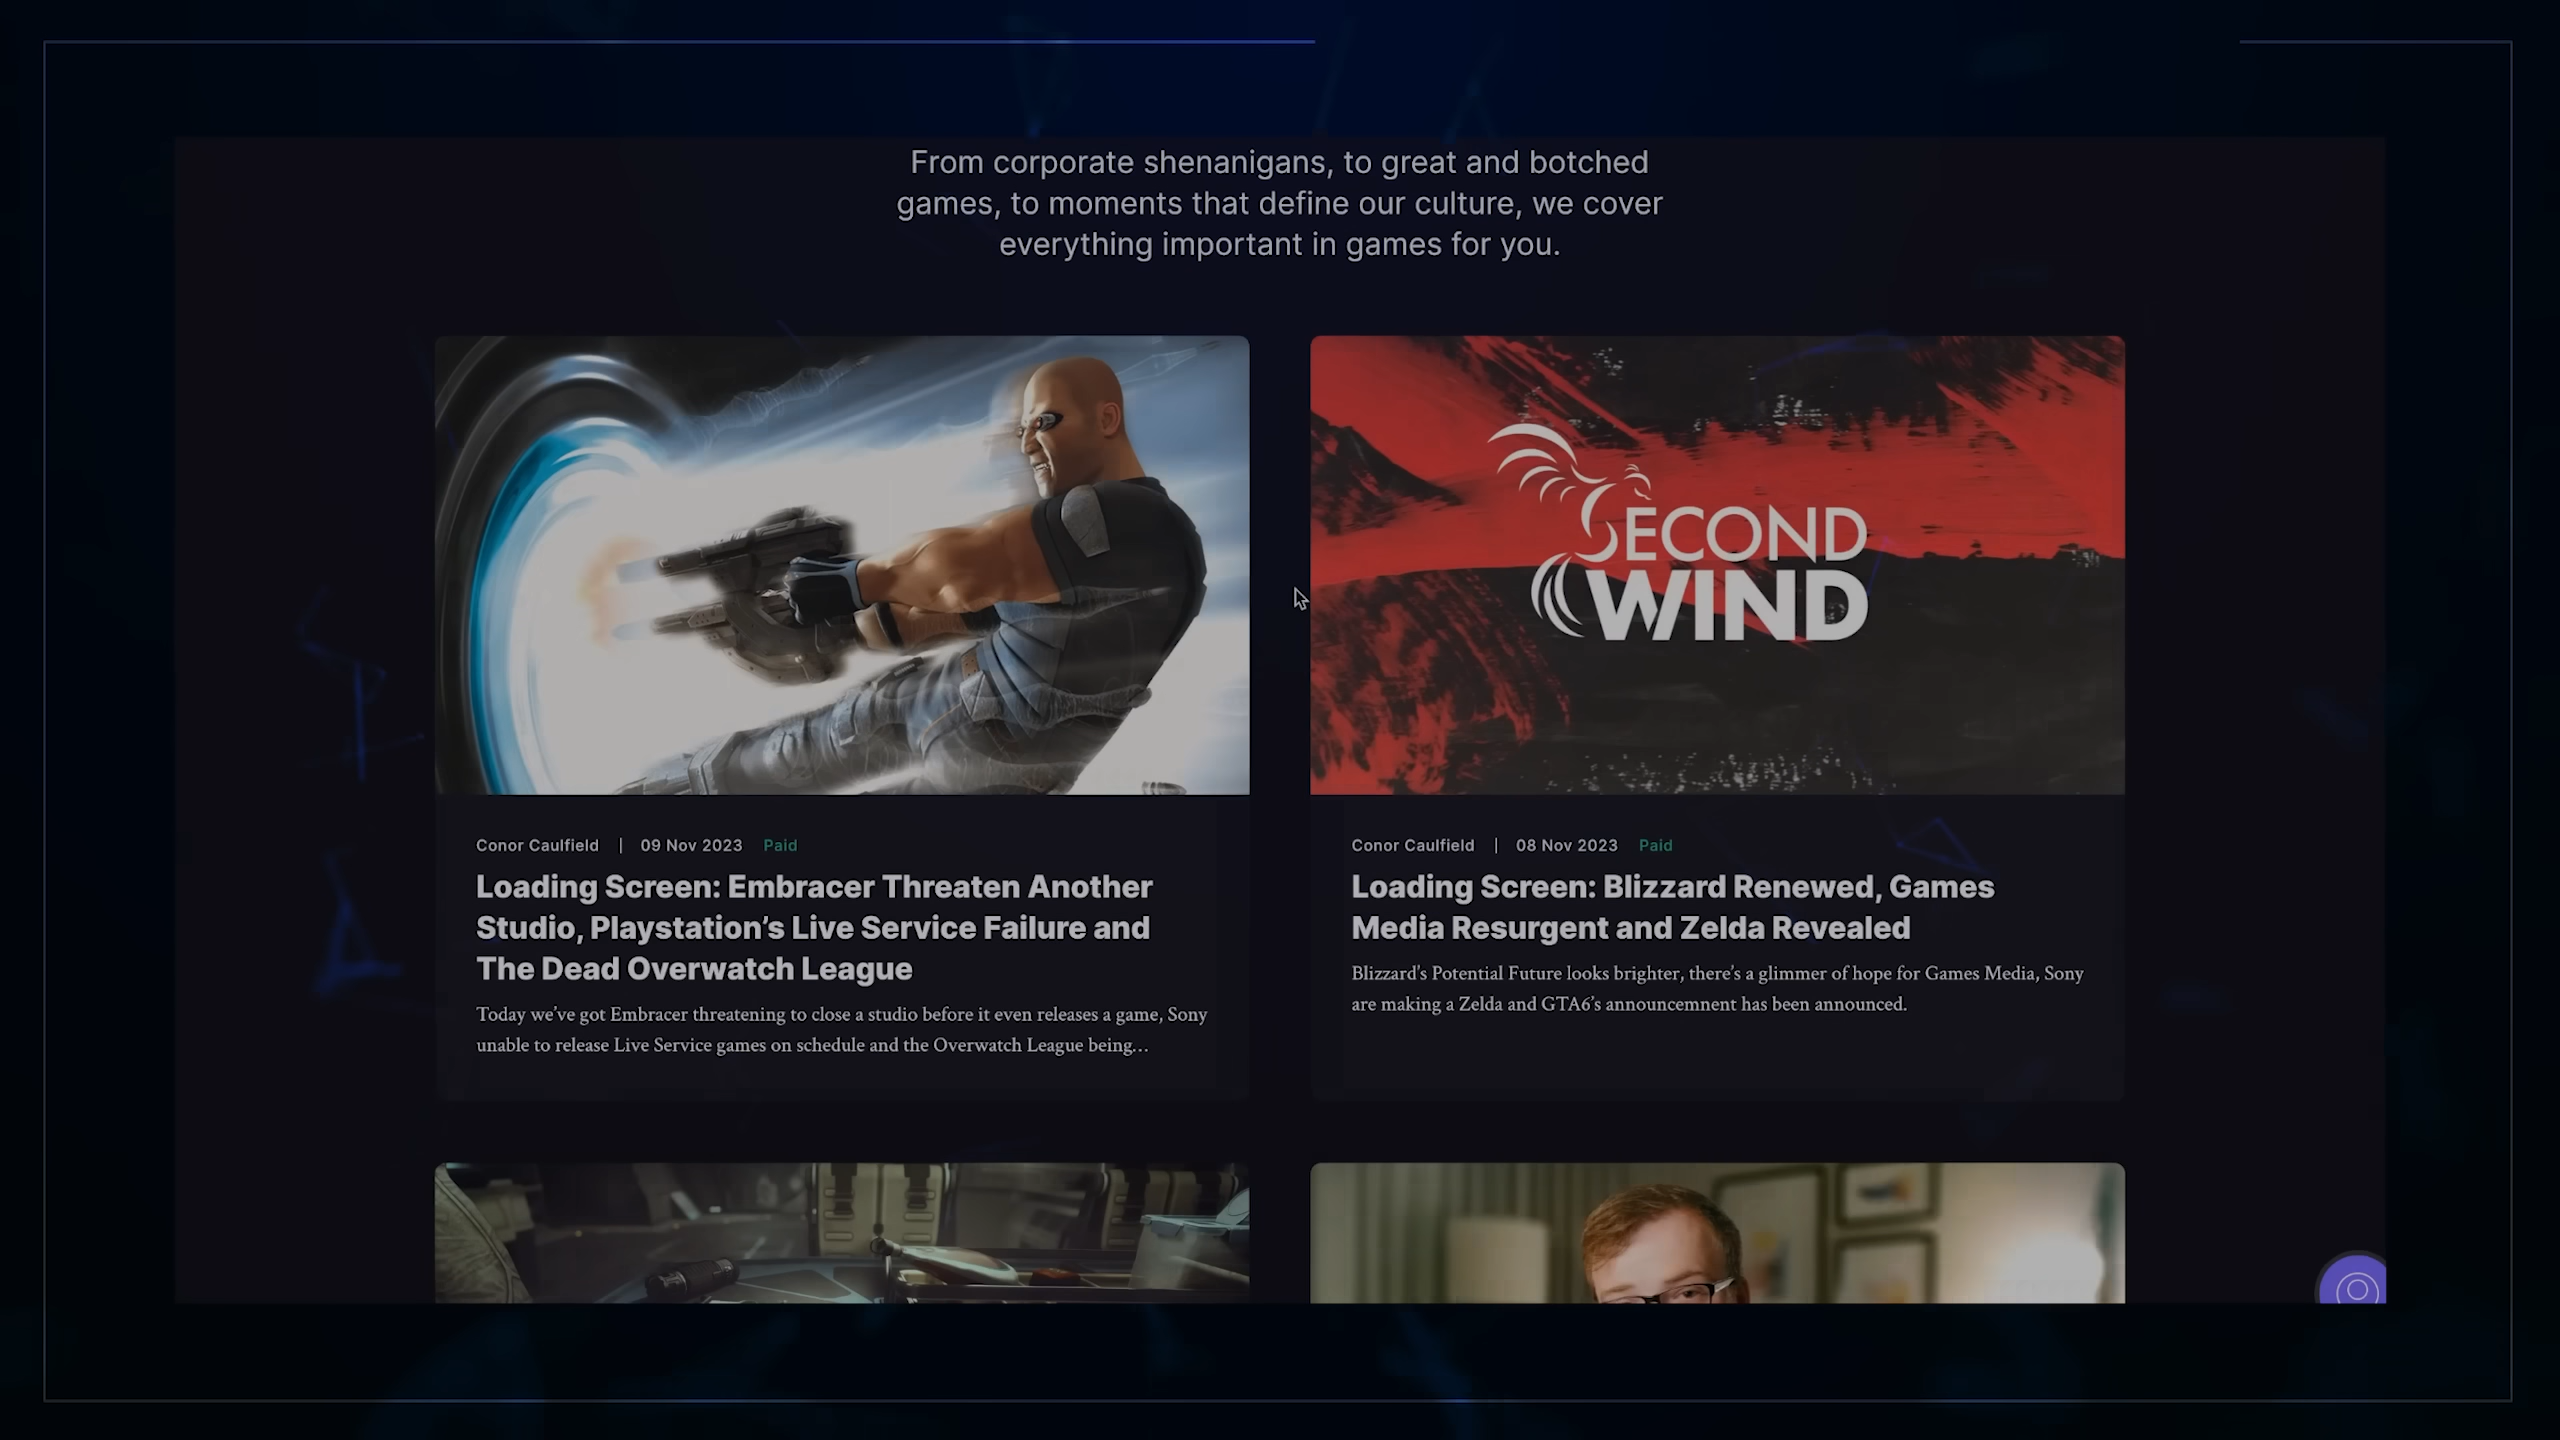 From corporate shenanigans, to great and botched
games, to moments that define our culture, we cover
everything important in games for you.
SECOND
WIND
Conor Caulfield | 09 Nov 2023 Paid
Loading Screen: Embracer Threaten Another
Studio, Playstation’s Live Service Failure and
The Dead Overwatch League
Today we’ve got Embracer threatening to close a studio before it even releases a game, Sony
unable to release Live Service games on schedule and the Overwatch League being…
Conor Caulfield | 08 Nov 2023 Paid
Loading Screen: Blizzard Renewed, Games
Media Resurgent and Zelda Revealed
Blizzard’s Potential Future looks brighter, there’s a glimmer of hope for Games Media, Sony
are making a Zelda and GTA6’s announcemnent has been announced.